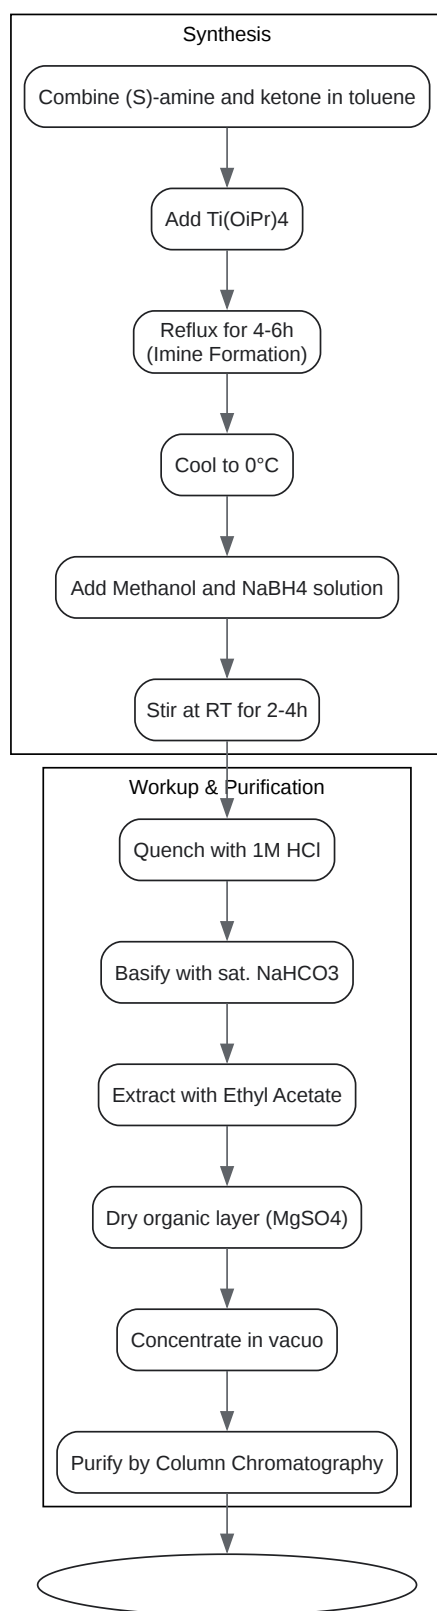 Synthesis
Combine (S)-amine and ketone in toluene
Add Ti(OiPr)4
Reflux for 4-6h
(Imine Formation)
Cool to 0°C
Add Methanol and NaBH4 solution
Stir at RT for 2-4h
Workup & Purification
Quench with 1M HCl
Basify with sat. NaHCO3
Extract with Ethyl Acetate
Dry organic layer (MgSO4)
Concentrate in vacuo
Purify by Column Chromatography